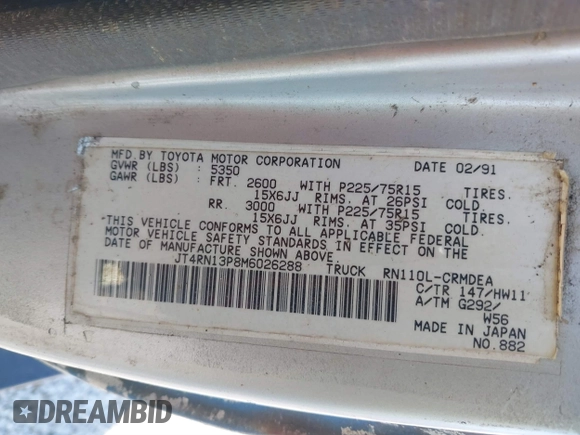 MFD.BY TOYOTA MOTOR CORPORATION DATE 02/91
GVWR (LBS) : 5350
GAWR (LBS) : FRT. 2600 WITH P225/75R15 TIRES.
15X6JJ RIMS. AT 26PSI COLD.
RR. 3000 WITH P225/75R15 TIRES.
15X6JJ RIMS. AT 35PSI COLD.
THIS VEHICLE CONFORMS TO ALL APPLICABLE FEDERAL
MOTOR VEHICLE SAFETY STANDARDS IN EFFECT ON THE
DATE OF MANUFACTURE SHOWN ABOVE.
JT4RN13P8M6026288 TRUCK RN110L-CRMDEA
C/TR 147/HW11
A/TM G292/
W56
MADE IN JAPAN
NO.882
DREAMBID